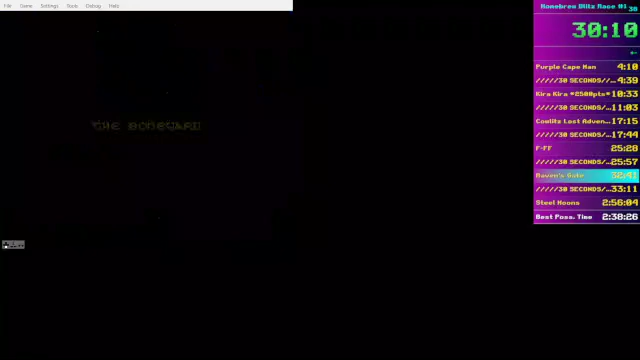 File Game Settings State Debug Help
THE BONEYARD
Homebrew Blitz Race #1
38
30:10
Purple Cape Man 4:10
/////30 SECONDS//... 4:39
Kira Kira *2500pts* 10:33
/////30 SECONDS/... 11:03
Cowlitz Lost Adven... 17:15
/////30 SECONDS/... 17:44
F-FF 25:28
/////30 SECONDS/... 25:57
Raven's Gate 32:41
/////30 SECONDS/... 33:11
Steel Moons 2:56:04
Best Poss. Time 2:38:26